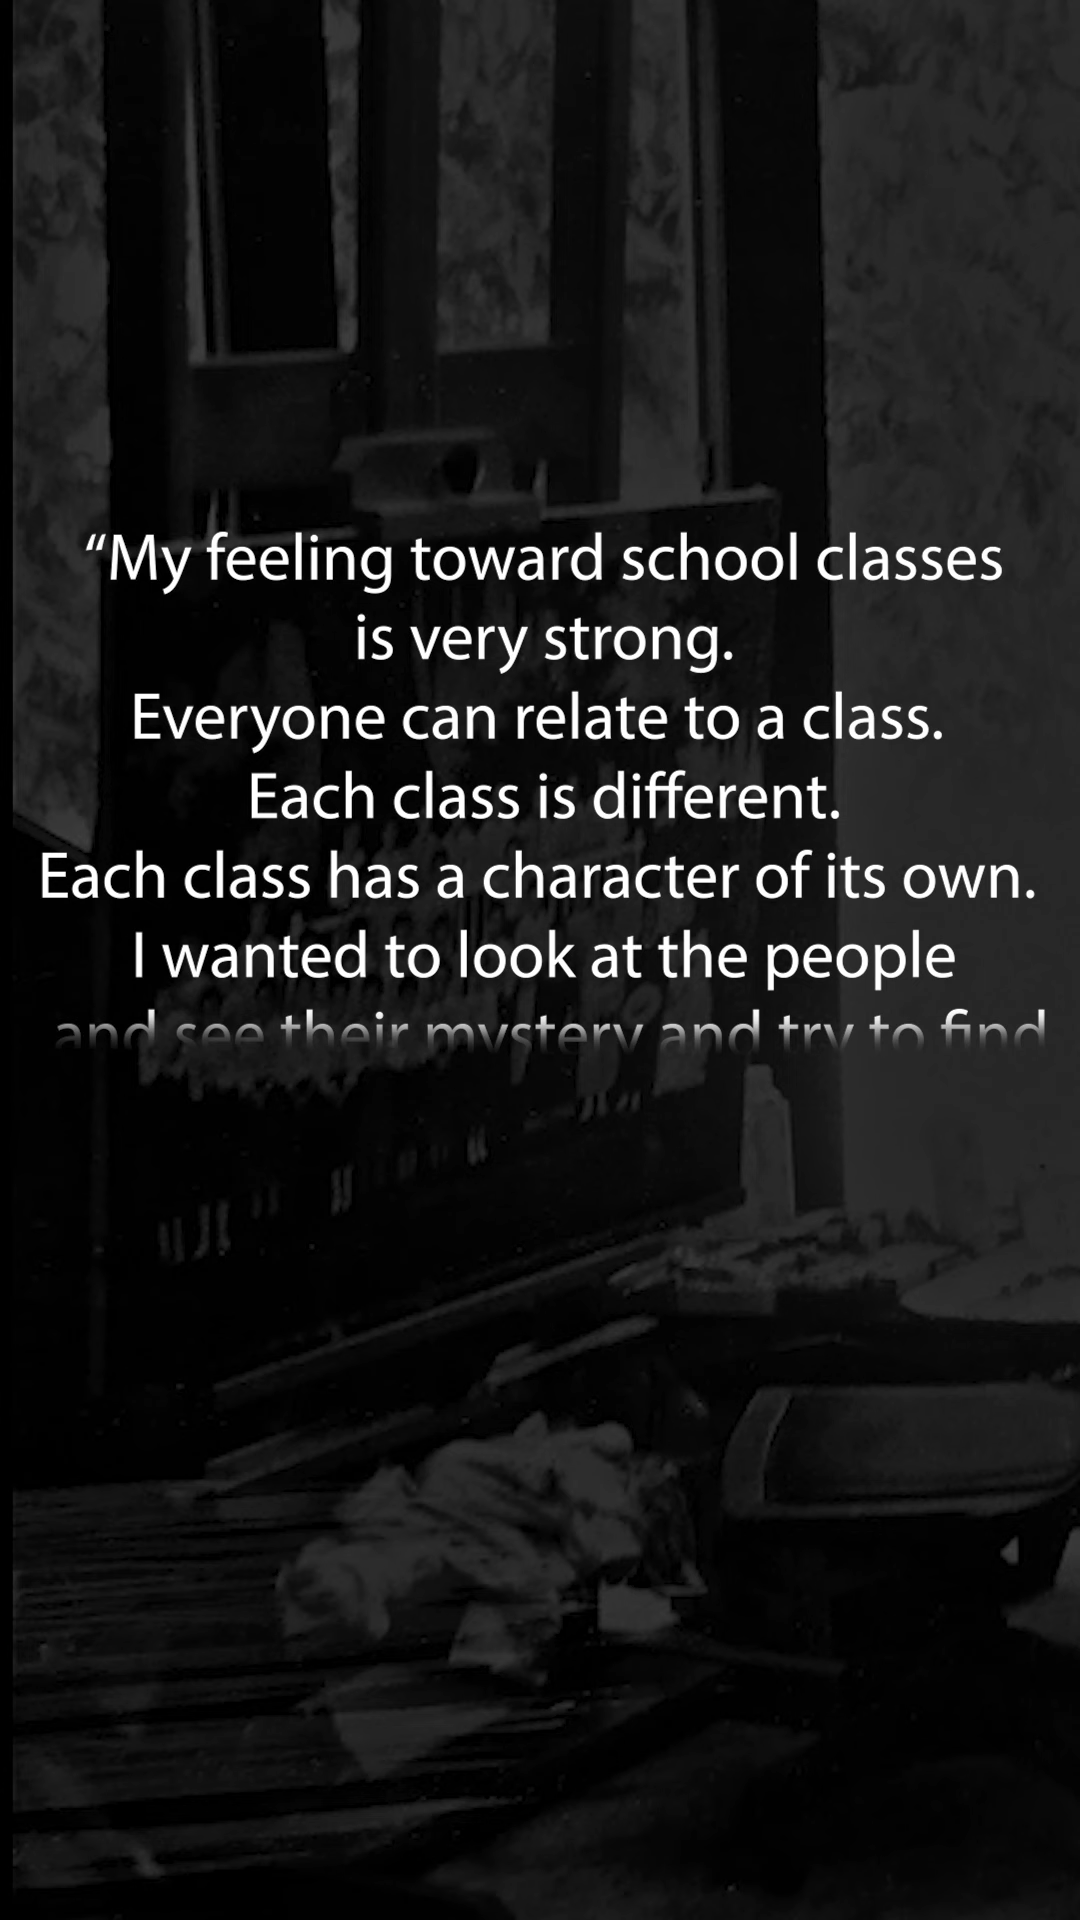 “My feeling toward school classes
is very strong.
Everyone can relate to a class.
Each class is different.
Each class has a character of its own.
I wanted to look at the people
and see their mystery and try to find